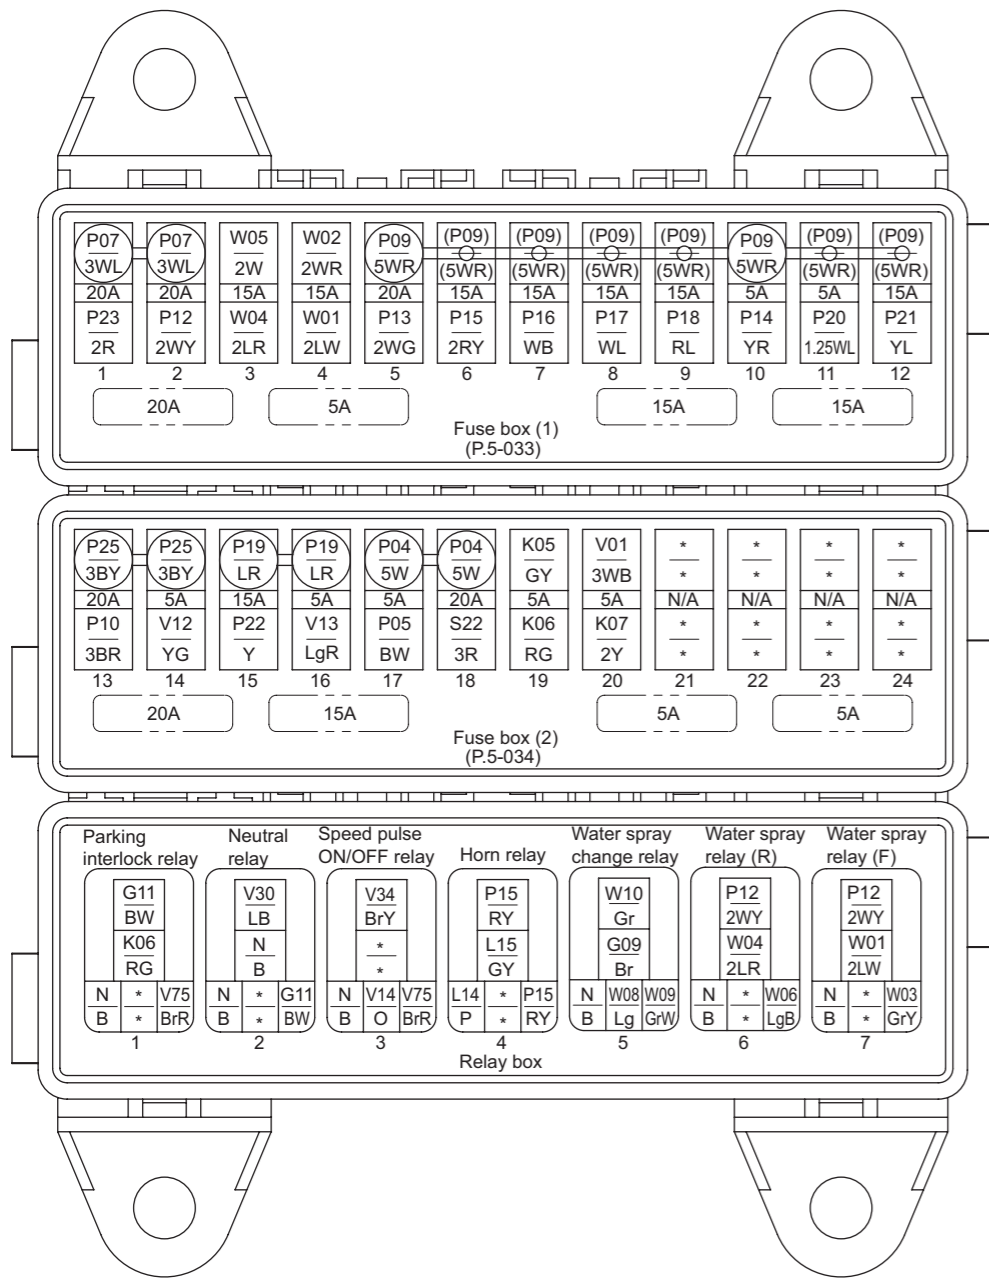 P07 P07 W05 W02 P09 (P09) (P09) (P09) (P09) P09 (P09) (P09)
3WL 3WL 2W 2WR 5WR (5WR) (5WR) (5WR) (5WR) 5WR (5WR) (5WR)
20A 20A 15A 15A 20A 15A 15A 15A 15A 5A 5A 15A
P23 P12 W04 W01 P13 P15 P16 P17 P18 P14 P20 P21
2R 2WY 2LR 2LW 2WG 2RY WB WL RL YR 1.25WL YL
1 2 3 4 5 6 7 8 9 10 11 12
20A 5A 15A 15A
Fuse box (1)
(P.5-033)
P25 P25 P19 P19 P04 P04 K05 V01 * * * *
3BY 3BY LR LR 5W 5W GY 3WB * * * *
20A 5A 15A 5A 5A 20A 5A 5A N/A N/A N/A N/A
P10 V12 P22 V13 P05 S22 K06 K07 * * * *
3BR YG Y LgR BW 3R RG 2Y * * * *
13 14 15 16 17 18 19 20 21 22 23 24
20A 15A 5A 5A
Fuse box (2)
(P.5-034)
Parking Neutral Speed pulse Water spray Water spray Water spray
interlock relay relay ON/OFF relay Horn relay change relay relay (R) relay (F)
G11 V30 V34 P15 W10 P12 P12
BW LB BrY RY Gr 2WY 2WY
K06 N * L15 G09 W04 W01
RG B * GY Br 2LR 2LW
N * V75 N * G11 N V14 V75 L14 * P15 N W08 W09 N * W06 N * W03
B * BrR B * BW B O BrR P * RY B Lg GrW B * LgB B * GrY
1 2 3 4 5 6 7
Relay box